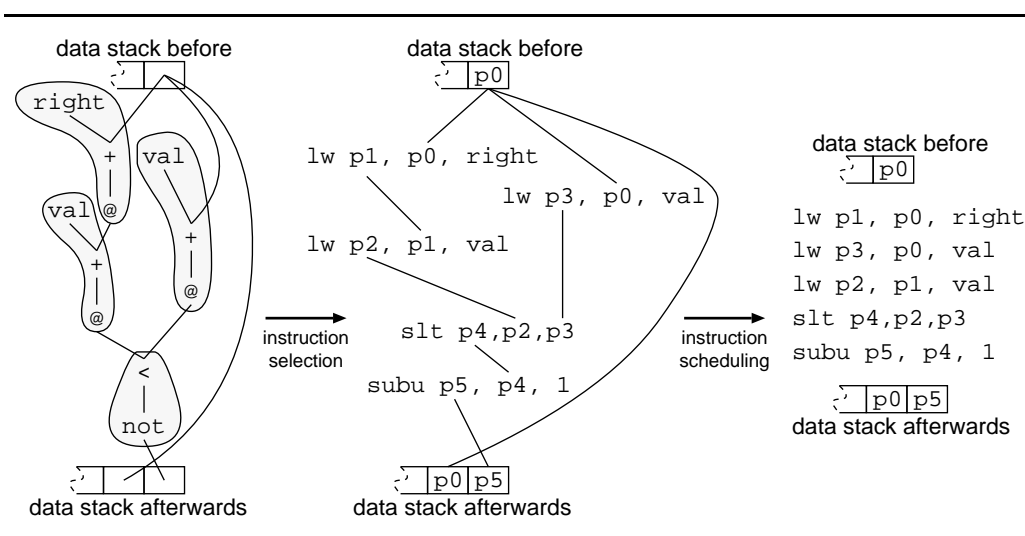 data stack before
right
+
@
val
+
@
val
+
@
<
not
data stack afterwards
instruction
selection
data stack before
p0
lw p1, p0, right
lw p3, p0, val
lw p2, p1, val
slt p4,p2,p3
subu p5, p4, 1
p0 p5
data stack afterwards
instruction
scheduling
data stack before
p0
lw p1, p0, right
lw p3, p0, val
lw p2, p1, val
slt p4,p2,p3
subu p5, p4, 1
p0 p5
data stack afterwards